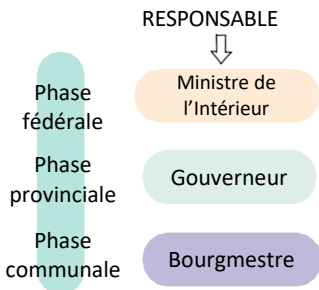 RESPONSABLE
Phase
fédérale
Ministre de
l’Intérieur
Phase
provinciale
Gouverneur
Phase
communale
Bourgmestre